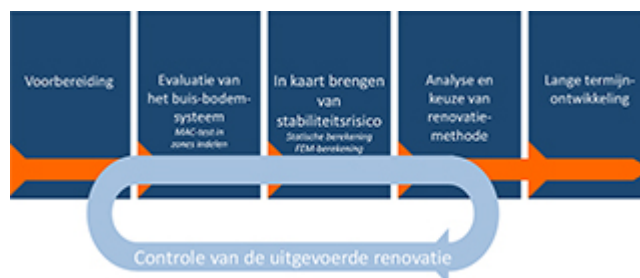 Voorbereiding
Evaluatie van
het buis-bodem-
systeem
MAC-test in
zones indelen
In kaart brengen
van
stabiliteitsrisico
Statische berekening
FEM-berekening
Analyse en
keuze van
renovatie-
methode
Lange termijn-
ontwikkeling
Controle van de uitgevoerde renovatie